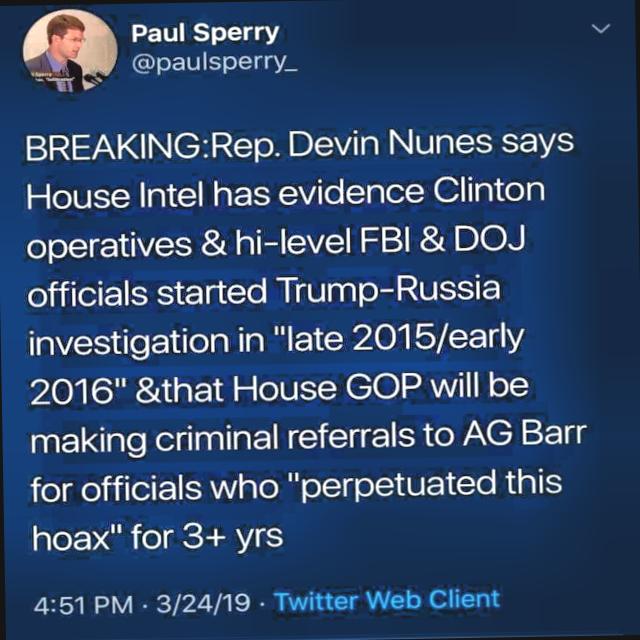 Paul Sperry
@paulsperry_
BREAKING:Rep. Devin Nunes says
House Intel has evidence Clinton
operatives & hi-level FBI & DOJ
officials started Trump-Russia
investigation in "late 2015/early
2016" &that House GOP will be
making criminal referrals to AG Barr
for officials who "perpetuated this
hoax" for 3+ yrs
4:51 PM · 3/24/19 · Twitter Web Client